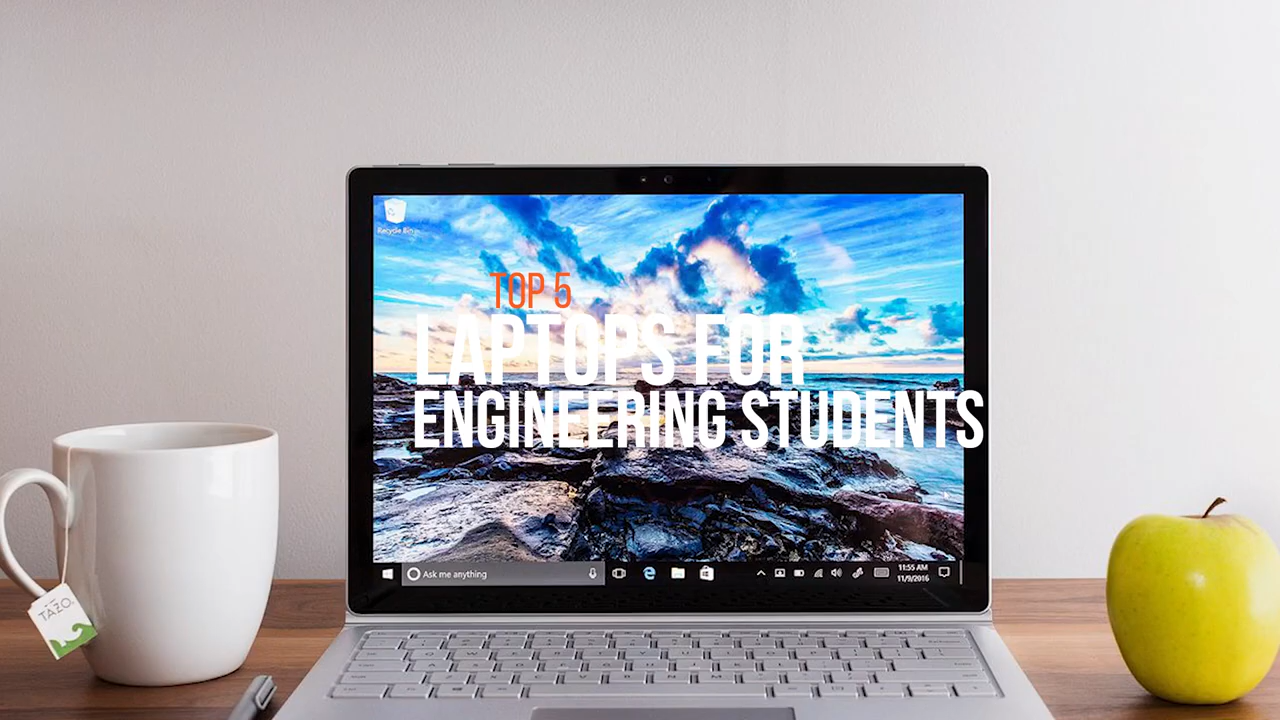 Recycle Bin
TOP 5
LAPTOPS FOR
ENGINEERING STUDENTS
Ask me anything
11:55 AM
11/9/2016
TAZO